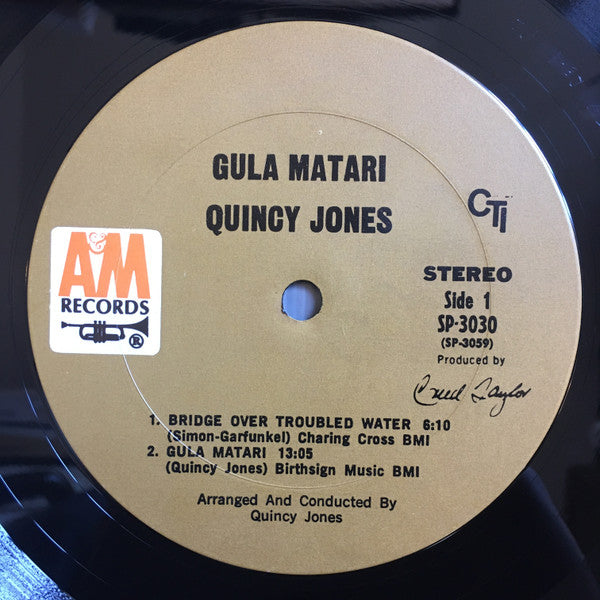 GULA MATARI
QUINCY JONES
CTI
A&M
RECORDS
®
STEREO
Side 1
SP-3030
(SP-3059)
Produced by
Creed Taylor
1. BRIDGE OVER TROUBLED WATER 6:10
(Simon-Garfunkel) Charing Cross BMI
2. GULA MATARI 13:05
(Quincy Jones) Birthsign Music BMI
Arranged And Conducted By
Quincy Jones